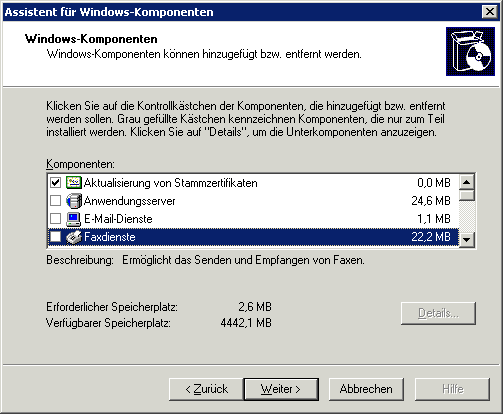 Assistent für Windows-Komponenten
Windows-Komponenten
Windows-Komponenten können hinzugefügt bzw. entfernt werden.
Klicken Sie auf die Kontrollkästchen der Komponenten, die hinzugefügt bzw. entfernt
werden sollen. Grau gefüllte Kästchen kennzeichnen Komponenten, die nur zum Teil
installiert werden. Klicken Sie auf "Details", um die Unterkomponenten anzuzeigen.
Komponenten:
Aktualisierung von Stammzertifikaten 0,0 MB
Anwendungsserver 24,6 MB
E-Mail-Dienste 1,1 MB
Faxdienste 22,2 MB
Beschreibung: Ermöglicht das Senden und Empfangen von Faxen.
Erforderlicher Speicherplatz: 2,6 MB
Verfügbarer Speicherplatz: 4442,1 MB
Details...
< Zurück Weiter > Abbrechen Hilfe